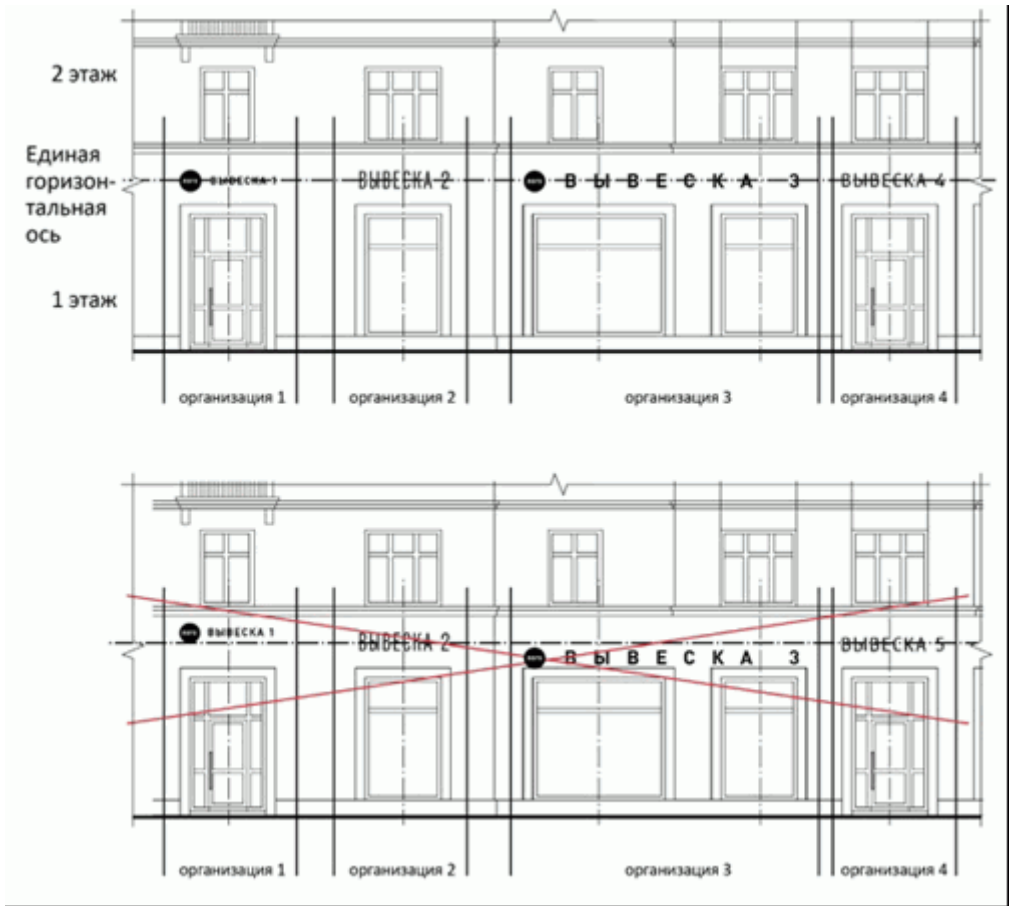 2 этаж
Единая
горизон-
тальная
ось
ВЫВЕСКА 1
ВЫВЕСКА 2
ВЫВЕСКА 3
ВЫВЕСКА 4
1 этаж
организация 1
организация 2
организация 3
организация 4
ВЫВЕСКА 1
ВЫВЕСКА 2
ВЫВЕСКА 3
ВЫВЕСКА 5
организация 1
организация 2
организация 3
организация 4